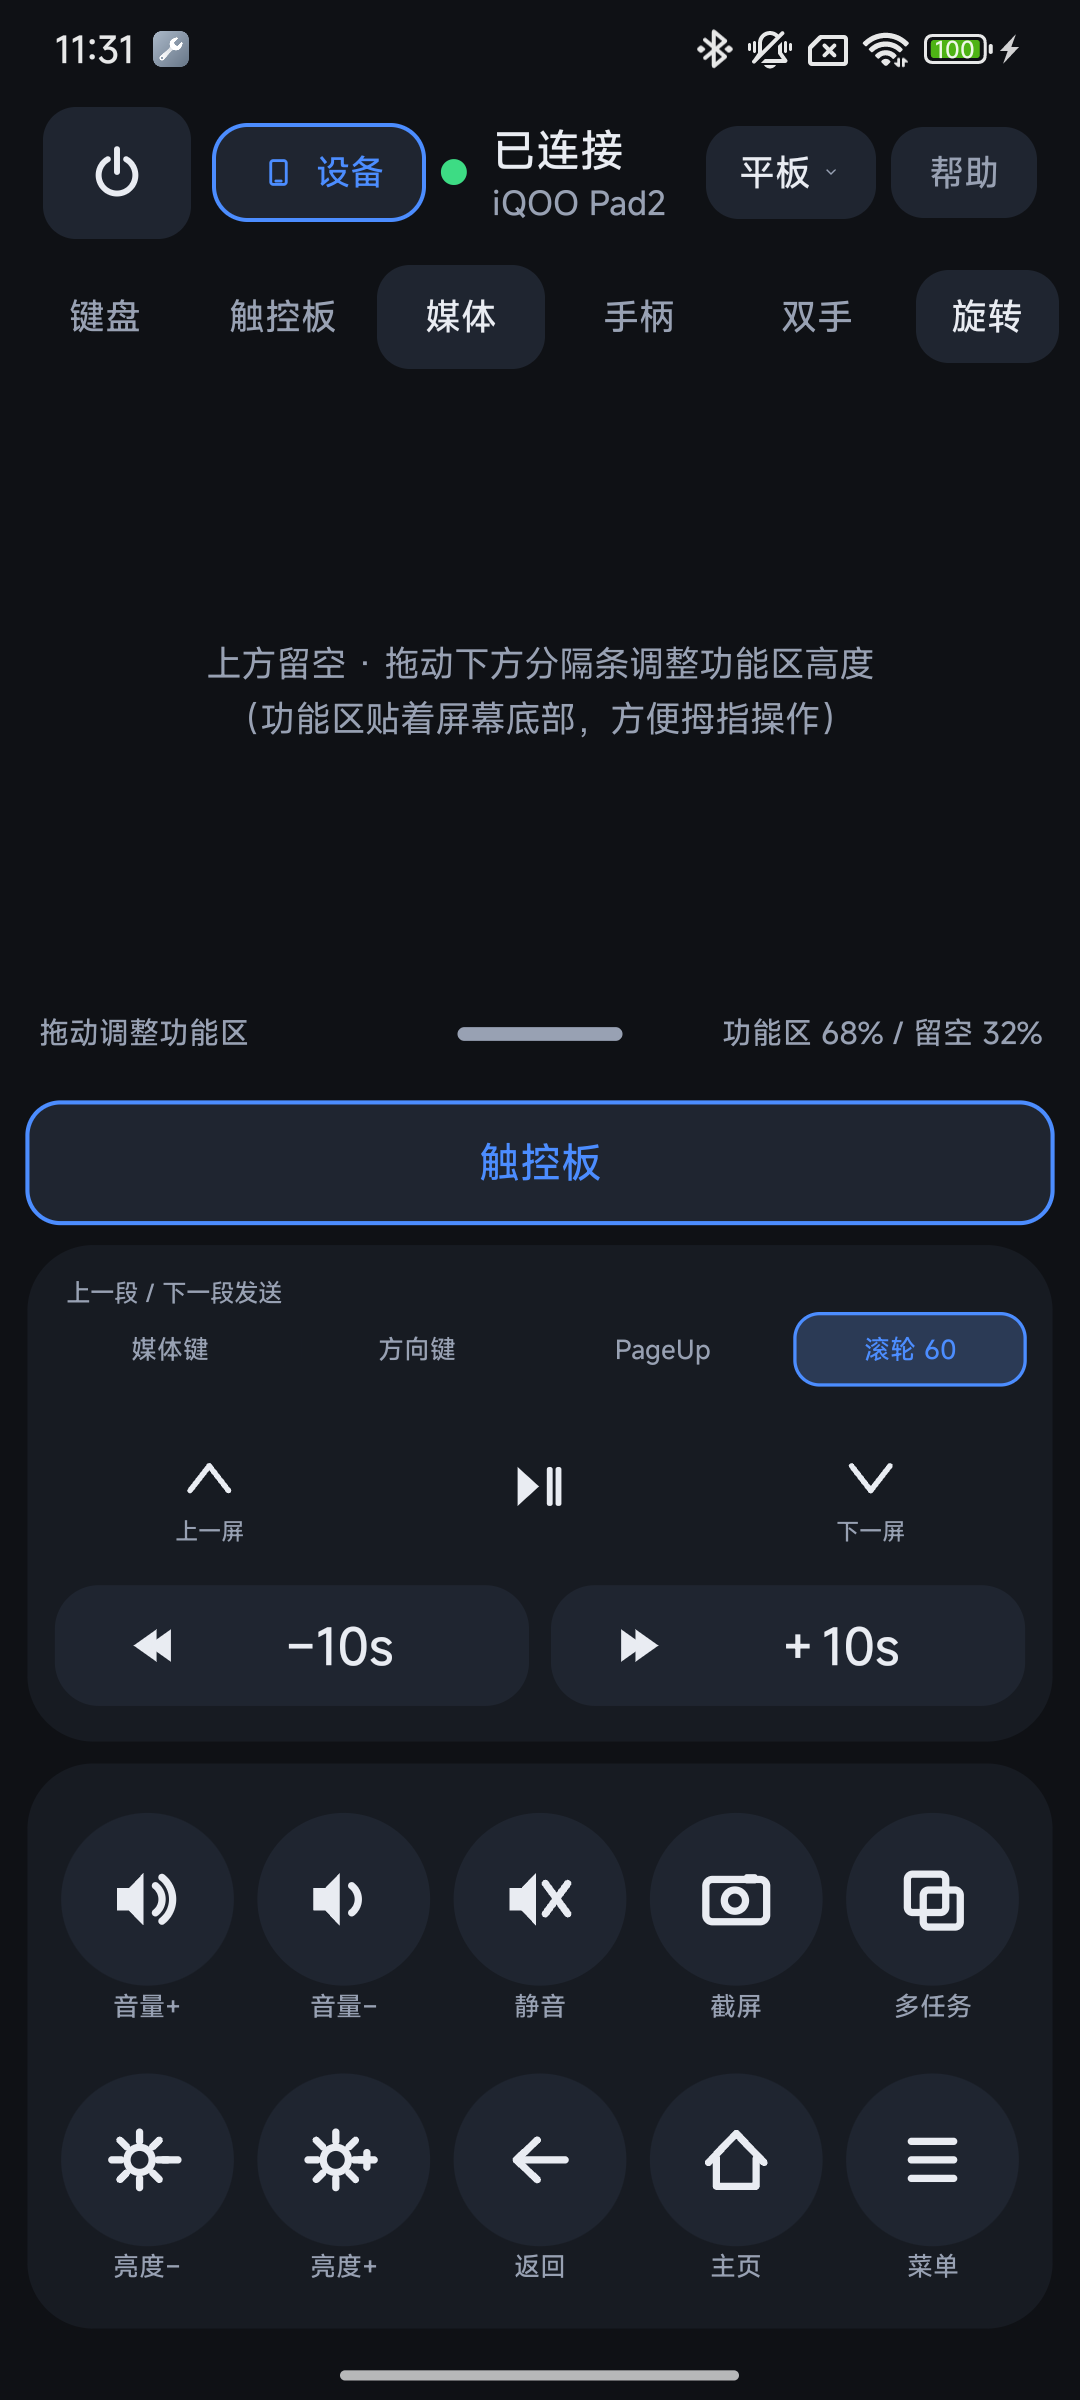 11:31
100
设备
已连接
iQOO Pad2
平板
帮助
键盘 触控板 媒体 手柄 双手 旋转
上方留空 · 拖动下方分隔条调整功能区高度
（功能区贴着屏幕底部，方便拇指操作）
拖动调整功能区
功能区 68% / 留空 32%
触控板
上一段 / 下一段发送
媒体键 方向键 PageUp 滚轮 60
上一屏 下一屏
-10s +10s
音量+ 音量- 静音 截屏 多任务
亮度- 亮度+ 返回 主页 菜单